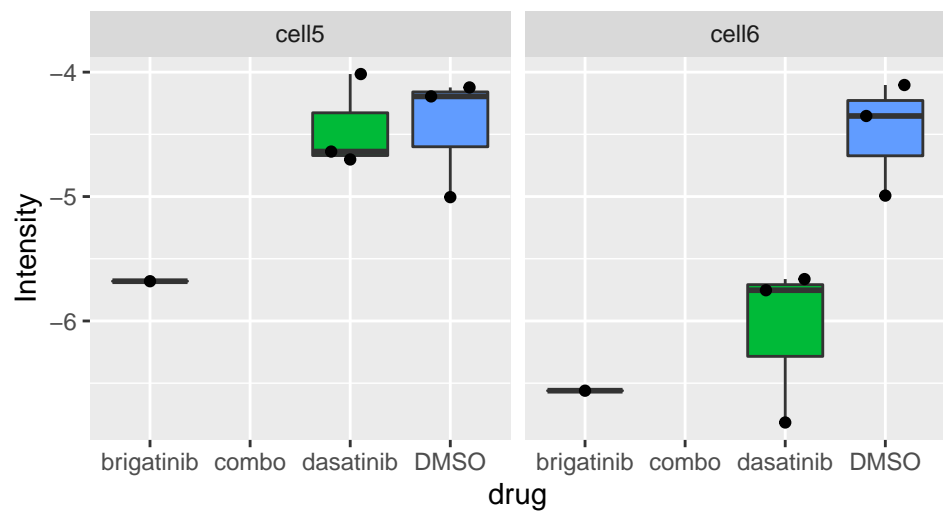 cell5 cell6
−4
−5
−6
Intensity
brigatinib combo dasatinib DMSO brigatinib combo dasatinib DMSO
drug